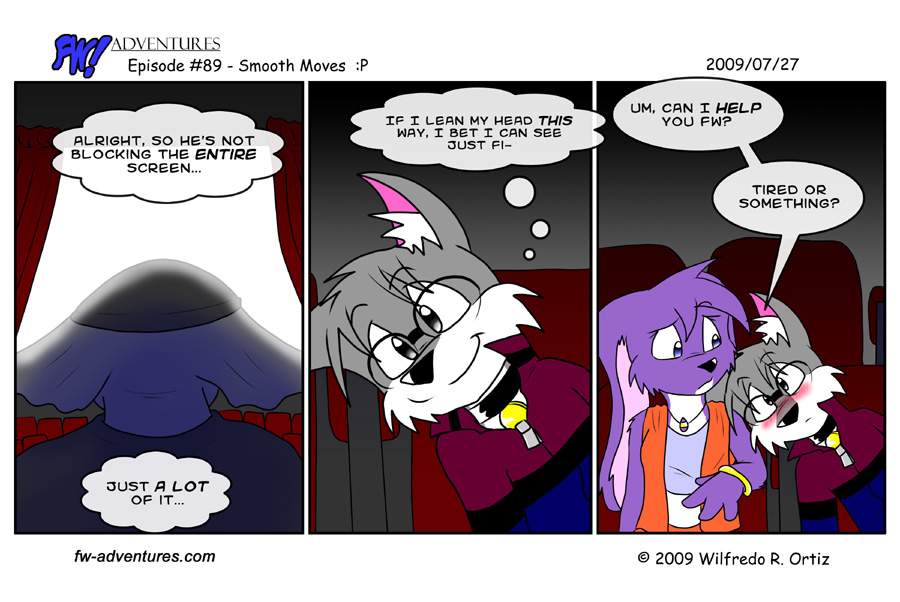 FW! ADVENTURES
Episode #89 - Smooth Moves :P
2009/07/27
ALRIGHT, SO HE'S NOT
BLOCKING THE ENTIRE
SCREEN...
JUST A LOT
OF IT...
IF I LEAN MY HEAD THIS
WAY, I BET I CAN SEE
JUST FI-
UM, CAN I HELP
YOU FW?
TIRED OR
SOMETHING?
fw-adventures.com
© 2009 Wilfredo R. Ortiz